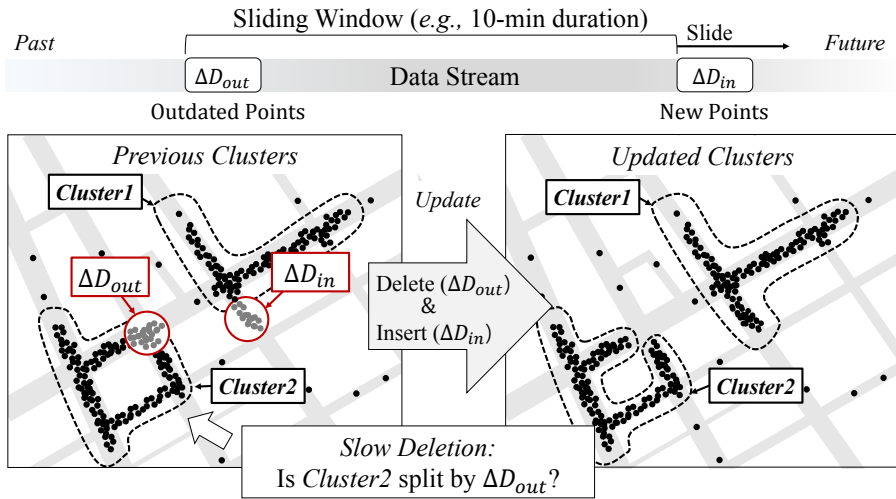 Sliding Window (e.g., 10-min duration)
Past
Slide
Future
ΔD_out
Data Stream
ΔD_in
Outdated Points
New Points
Previous Clusters
Cluster1
ΔD_out
ΔD_in
Cluster2
Update
Delete (ΔD_out)
&
Insert (ΔD_in)
Updated Clusters
Cluster1
Cluster2
Slow Deletion:
Is Cluster2 split by ΔD_out?